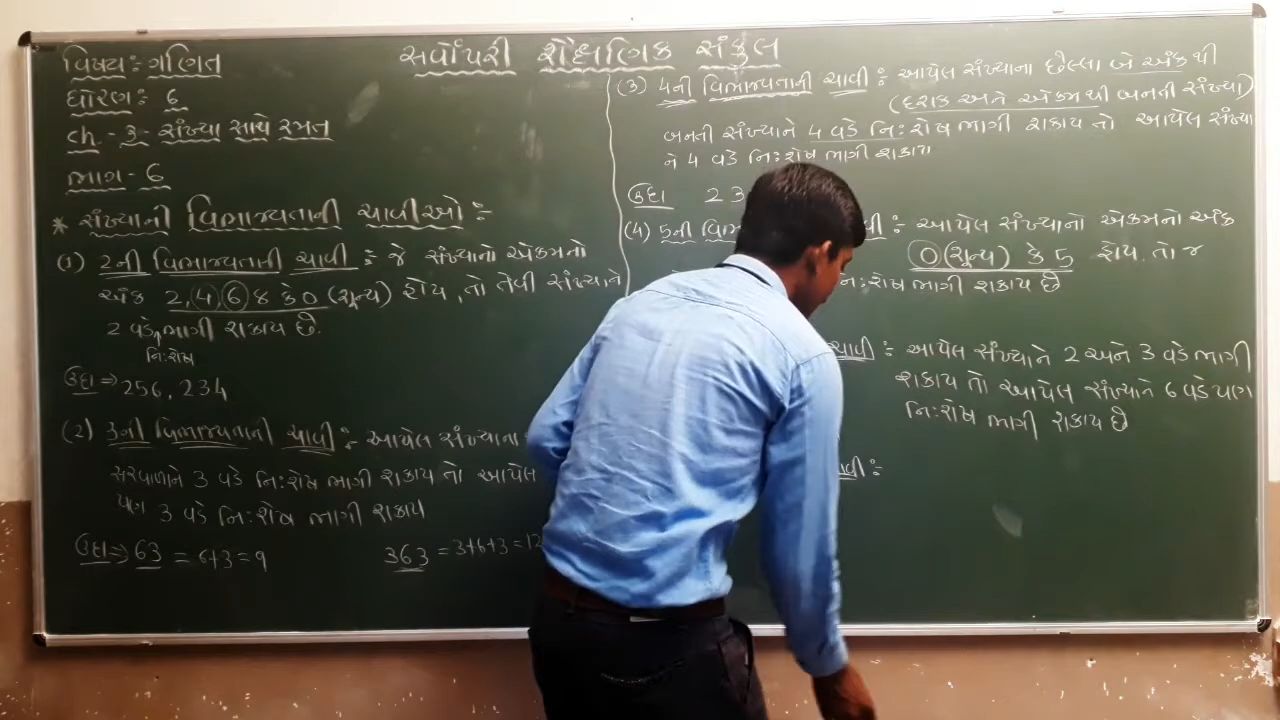 સર્વોપરી શૈક્ષણિક સંકુલ
વિષય : ગણિત
ધોરણ : 6
ch - 3 - સંખ્યા સાથે રમત
ભાગ - 6
* સંખ્યાની વિભાજ્યતાની ચાવીઓ :-
(1) 2ની વિભાજ્યતાની ચાવી :- જે સંખ્યાનો એકમનો
અંક 2, 4, 6 8 કે 0 (શૂન્ય) હોય, તો તેવી સંખ્યાને
2 વડે ભાગી શકાય છે.
નિ:શેષ
ઉદા ⇒ 256, 234
(2) 3ની વિભાજ્યતાની ચાવી :- આપેલ સંખ્યાના
સરવાળાને 3 વડે નિ:શેષ ભાગી શકાય તો આપેલ
પણ 3 વડે નિ:શેષ ભાગી શકાય
ઉદા ⇒ 63 = 6+3 = 9 363 = 3+6+3 = 12
(3) 4ની વિભાજ્યતાની ચાવી :- આપેલ સંખ્યાના છેલ્લા બે અંકથી
(દશક અને એકમથી બનતી સંખ્યા)
બનતી સંખ્યાને 4 વડે નિ:શેષ ભાગી શકાય તો આપેલ સંખ્યા
ને 4 વડે નિ:શેષ ભાગી શકાય
ઉદા 23
(4) 5ની :- આપેલ સંખ્યાનો એકમનો અંક
0 (શૂન્ય) કે 5 હોય તો જ
નિ:શેષ ભાગી શકાય છે
ચાવી :- આપેલ સંખ્યાને 2 અને 3 વડે ભાગી
શકાય તો આપેલ સંખ્યાને 6 વડે પણ
નિ:શેષ ભાગી શકાય છે
:-